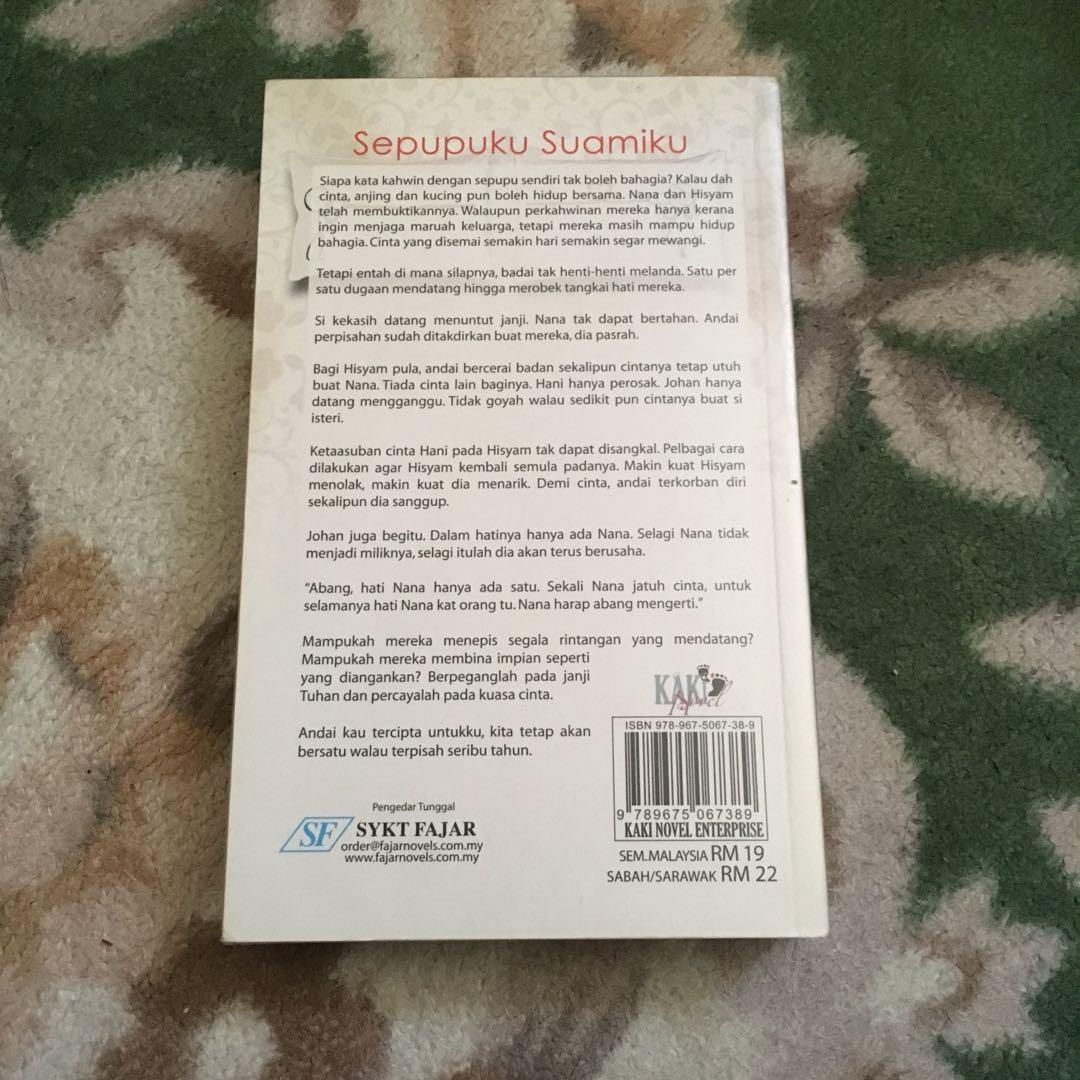 Sepupuku Suamiku
Siapa kata kahwin dengan sepupu sendiri tak boleh bahagia? Kalau dah
cinta, anjing dan kucing pun boleh hidup bersama. Nana dan Hisyam
telah membuktikannya. Walaupun perkahwinan mereka hanya kerana
ingin menjaga maruah keluarga, tetapi mereka masih mampu hidup
bahagia. Cinta yang disemai semakin hari semakin segar mewangi.
Tetapi entah di mana silapnya, badai tak henti-henti melanda. Satu per
satu dugaan mendatang hingga merobek tangkai hati mereka.
Si kekasih datang menuntut janji. Nana tak dapat bertahan. Andai
perpisahan sudah ditakdirkan buat mereka, dia pasrah.
Bagi Hisyam pula, andai bercerai badan sekalipun cintanya tetap utuh
buat Nana. Tiada cinta lain baginya. Hani hanya perosak. Johan hanya
datang mengganggu. Tidak goyah walau sedikit pun cintanya buat si
isteri.
Ketaasuban cinta Hani pada Hisyam tak dapat disangkal. Pelbagai cara
dilakukan agar Hisyam kembali semula padanya. Makin kuat Hisyam
menolak, makin kuat dia menarik. Demi cinta, andai terkorban diri
sekalipun dia sanggup.
Johan juga begitu. Dalam hatinya hanya ada Nana. Selagi Nana tidak
menjadi miliknya, selagi itulah dia akan terus berusaha.
“Abang, hati Nana hanya ada satu. Sekali Nana jatuh cinta, untuk
selamanya hati Nana kat orang tu. Nana harap abang mengerti.”
Mampukah mereka menepis segala rintangan yang mendatang?
Mampukah mereka membina impian seperti
yang diangankan? Berpeganglah pada janji
Tuhan dan percayalah pada kuasa cinta.
Andai kau tercipta untukku, kita tetap akan
bersatu walau terpisah seribu tahun.
KAKI
Novel
ISBN 978-967-5067-38-9
9 789675 067389
KAKI NOVEL ENTERPRISE
SEM.MALAYSIA RM 19
SABAH/SARAWAK RM 22
Pengedar Tunggal
SF SYKT FAJAR
order@fajarnovels.com.my
www.fajarnovels.com.my